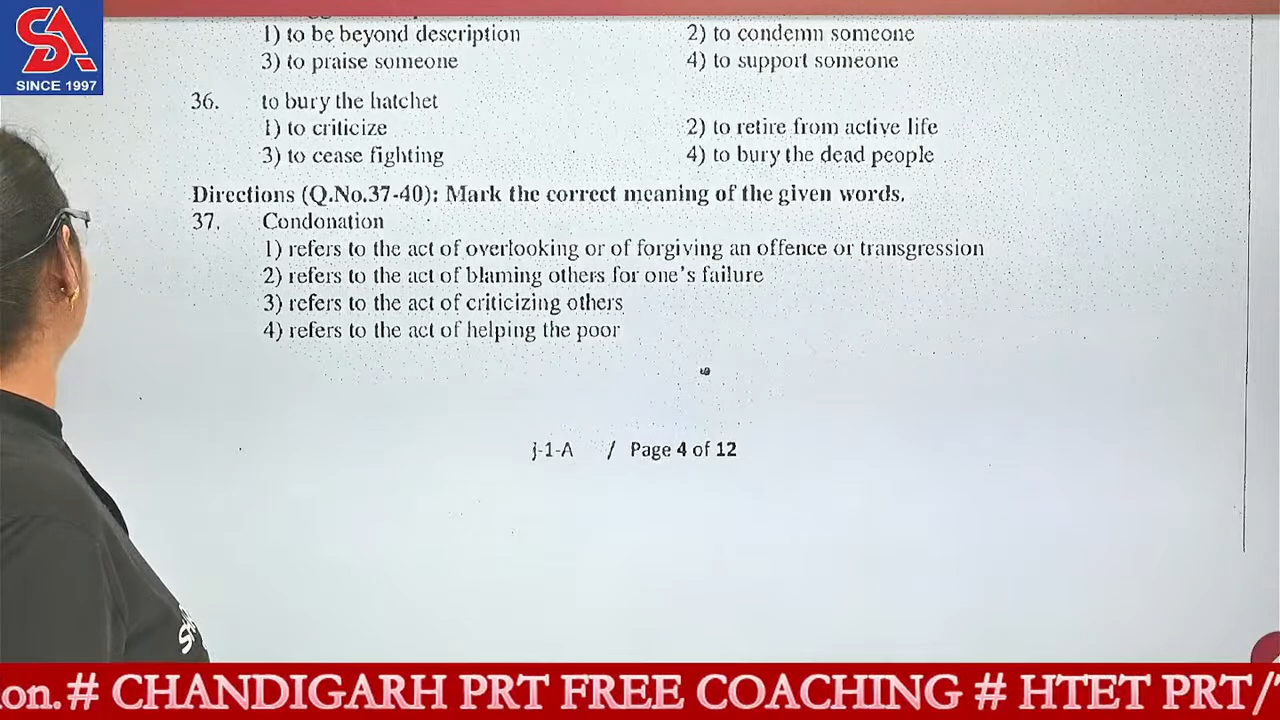 SA
SINCE 1997
1) to be beyond description 2) to condemn someone
3) to praise someone 4) to support someone
36. to bury the hatchet
1) to criticize 2) to retire from active life
3) to cease fighting 4) to bury the dead people
Directions (Q.No.37-40): Mark the correct meaning of the given words.
37. Condonation
1) refers to the act of overlooking or of forgiving an offence or transgression
2) refers to the act of blaming others for one's failure
3) refers to the act of criticizing others
4) refers to the act of helping the poor
j-1-A / Page 4 of 12
on.# CHANDIGARH PRT FREE COACHING # HTET PRT/